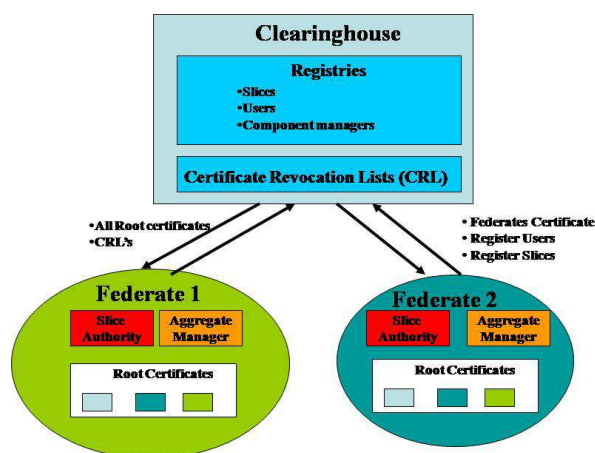 Clearinghouse
Registries
•Slices
•Users
•Component managers
Certificate Revocation Lists (CRL)
•All Root certificates
•CRL's
•Federates Certificate
•Register Users
•Register Slices
Federate 1
Slice
Authority
Aggregate
Manager
Root Certificates
Federate 2
Slice
Authority
Aggregate
Manager
Root Certificates